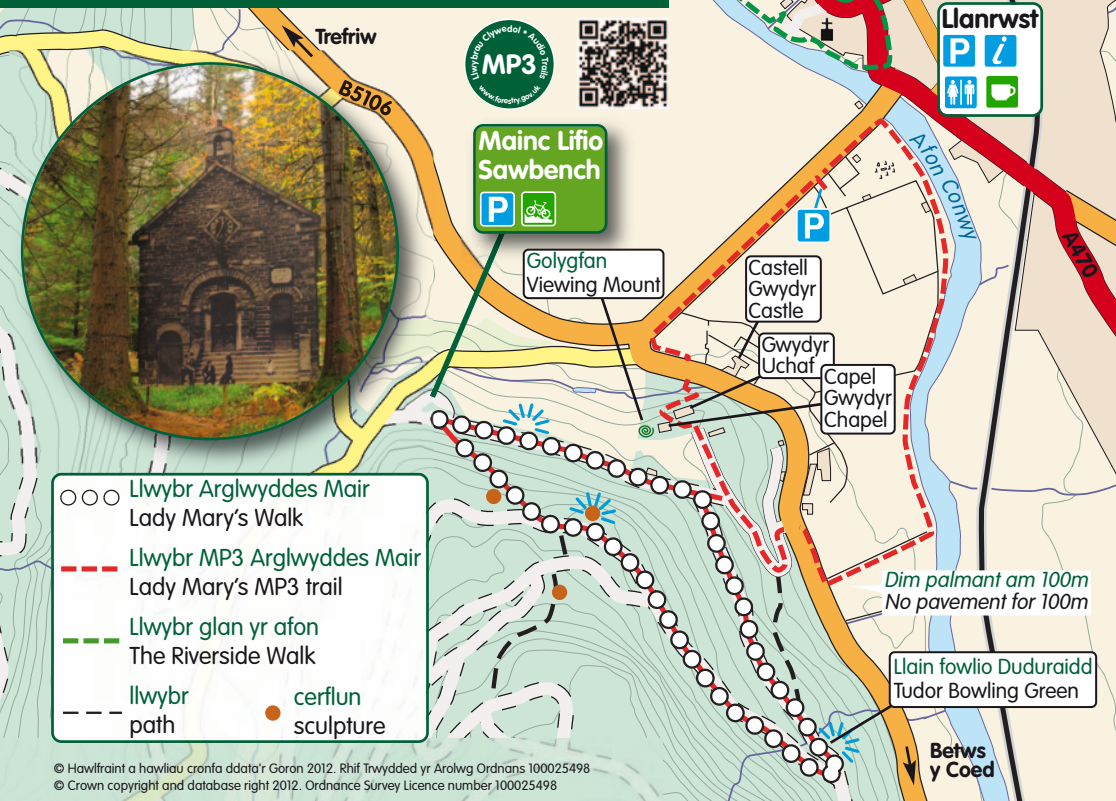 Trefriw
B5106
Llwybrau Clywedol • Audio Trails
MP3
www.forestry.gov.uk
Llanrwst
P i
Mainc Lifio
Sawbench
P
Afon Conwy
A470
P
Golygfan
Viewing Mount
Castell
Gwydyr
Castle
Gwydyr
Uchaf
Capel
Gwydyr
Chapel
Llwybr Arglwyddes Mair
Lady Mary's Walk
Llwybr MP3 Arglwyddes Mair
Lady Mary's MP3 trail
Llwybr glan yr afon
The Riverside Walk
llwybr
path
cerflun
sculpture
Dim palmant am 100m
No pavement for 100m
Llain fowlio Duduraidd
Tudor Bowling Green
Betws
y Coed
© Hawlfraint a hawliau cronfa ddata'r Goron 2012. Rhif Trwydded yr Arolwg Ordnans 100025498
© Crown copyright and database right 2012. Ordnance Survey Licence number 100025498